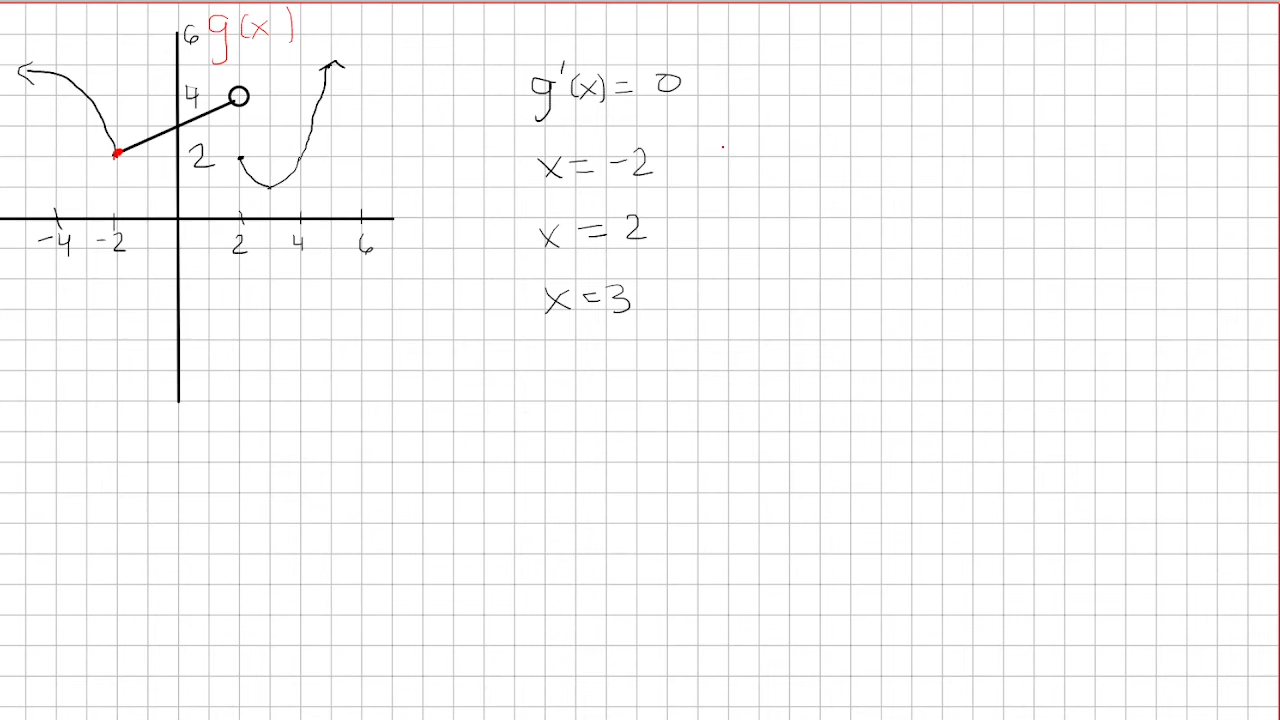 6 g(x)
4
2
-4 -2 2 4 6
g'(x) = 0
x = -2
x = 2
x = 3